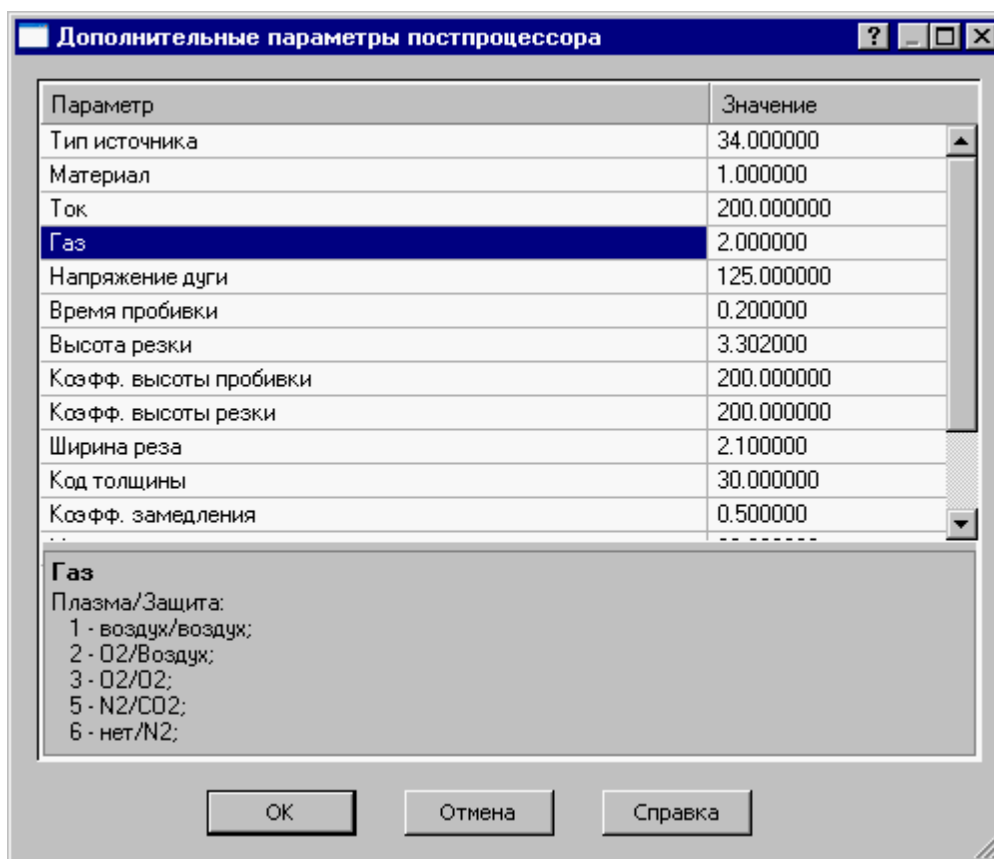 Дополнительные параметры постпроцессора
Параметр Значение
Тип источника 34.000000
Материал 1.000000
Ток 200.000000
Газ 2.000000
Напряжение дуги 125.000000
Время пробивки 0.200000
Высота резки 3.302000
Коэфф. высоты пробивки 200.000000
Коэфф. высоты резки 200.000000
Ширина реза 2.100000
Код толщины 30.000000
Коэфф. замедления 0.500000
Газ
Плазма/Защита:
1 - воздух/воздух;
2 - O2/Воздух;
3 - O2/O2;
5 - N2/CO2;
6 - нет/N2;
OK Отмена Справка